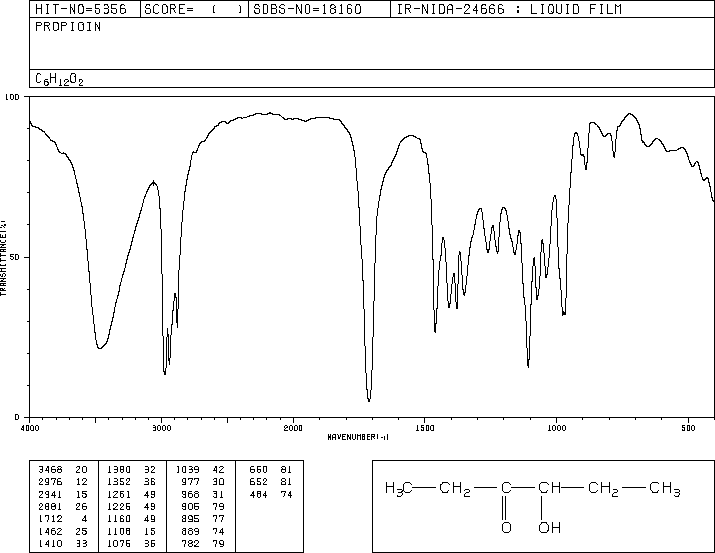 HIT-NO=5356 SCORE= ( ) SDBS-NO=18160 IR-NIDA-24666 : LIQUID FILM
PROPIOIN
C6H12O2
100
50
0
TRANSMITTANCE(%)
4000 3000 2000 1500 1000 500
WAVENUMBER(-1)
3468 20 1380 32 1039 42 660 81
2976 12 1352 36 977 30 652 81
2941 15 1261 49 968 31 484 74
2881 26 1226 49 905 79
1712 4 1160 49 895 77
1462 25 1108 15 889 74
1410 33 1076 36 782 79
H3C—CH2—C—CH—CH2—CH3
O OH